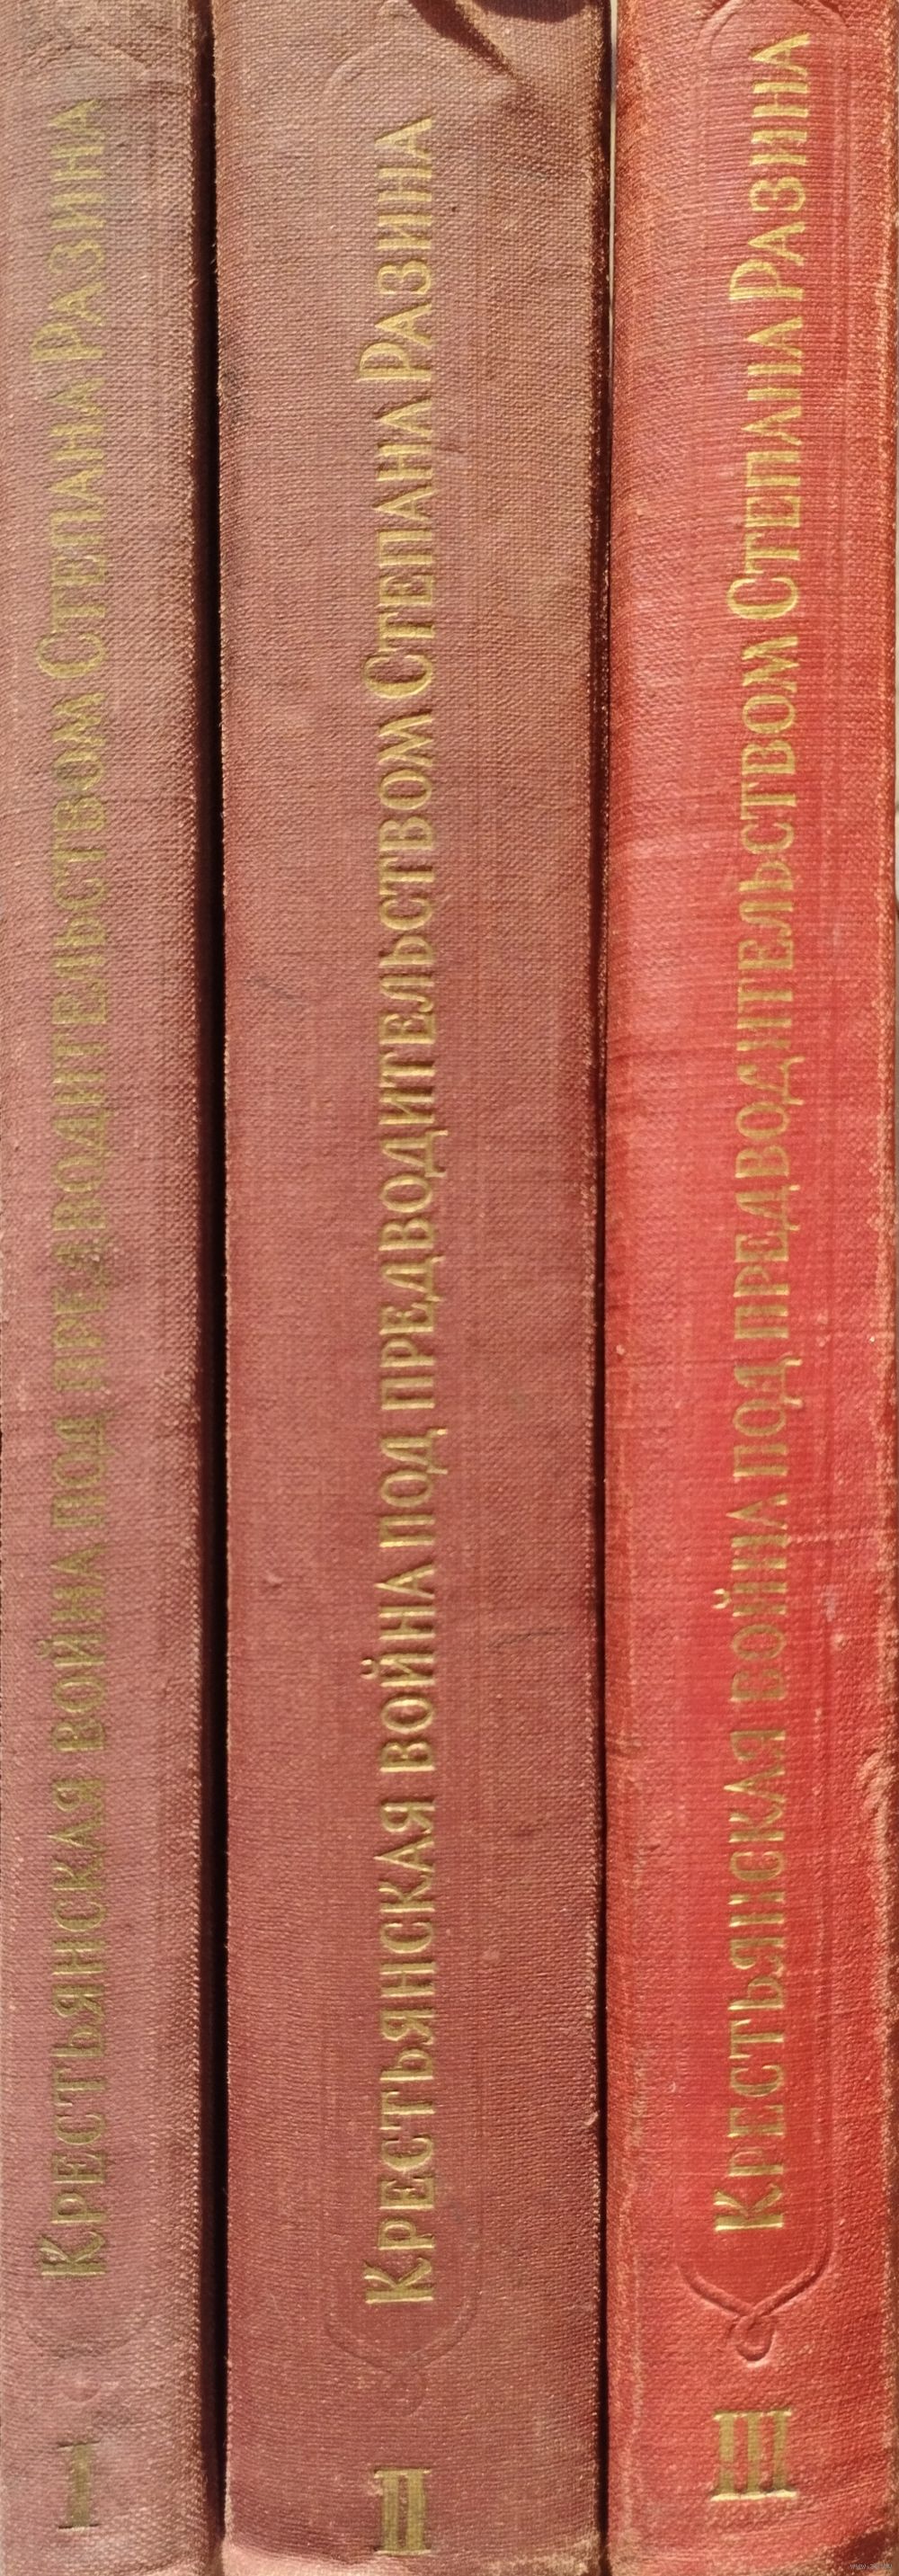 Крестьянская война под предводительством Степана Разина
I
Крестьянская война под предводительством Степана Разина
II
Крестьянская война под предводительством Степана Разина
III